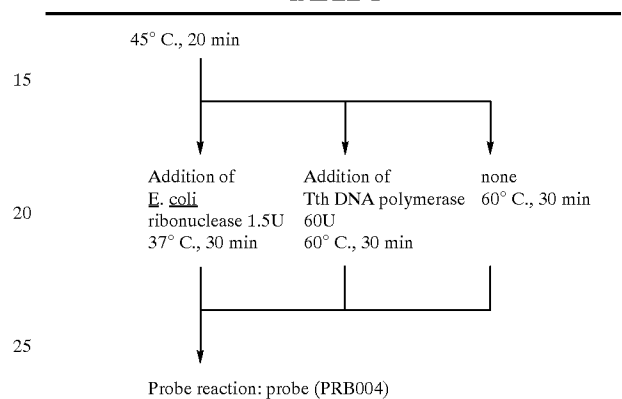 45° C., 20 min
15
Addition of
E. coli
ribonuclease 1.5U
37° C., 30 min
Addition of
Tth DNA polymerase
60U
60° C., 30 min
none
60° C., 30 min
20
25
Probe reaction: probe (PRB004)